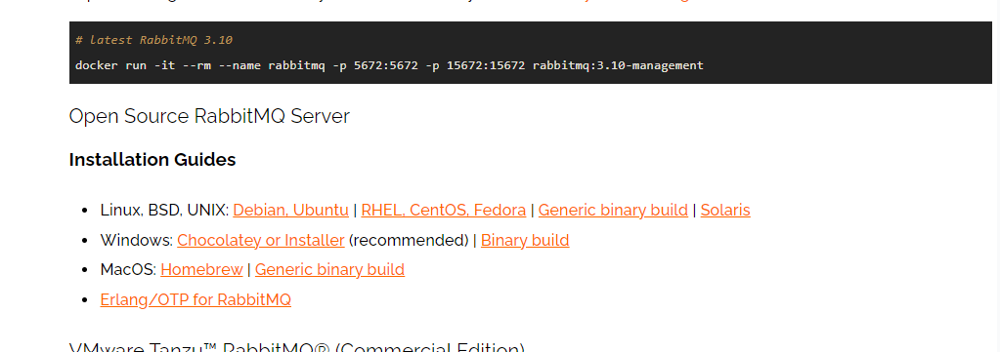 # latest RabbitMQ 3.10
docker run -it --rm --name rabbitmq -p 5672:5672 -p 15672:15672 rabbitmq:3.10-management
Open Source RabbitMQ Server
Installation Guides
• Linux, BSD, UNIX: Debian, Ubuntu | RHEL, CentOS, Fedora | Generic binary build | Solaris
• Windows: Chocolatey or Installer (recommended) | Binary build
• MacOS: Homebrew | Generic binary build
• Erlang/OTP for RabbitMQ
VMware Tanzu™ RabbitMQ® (Commercial Edition)